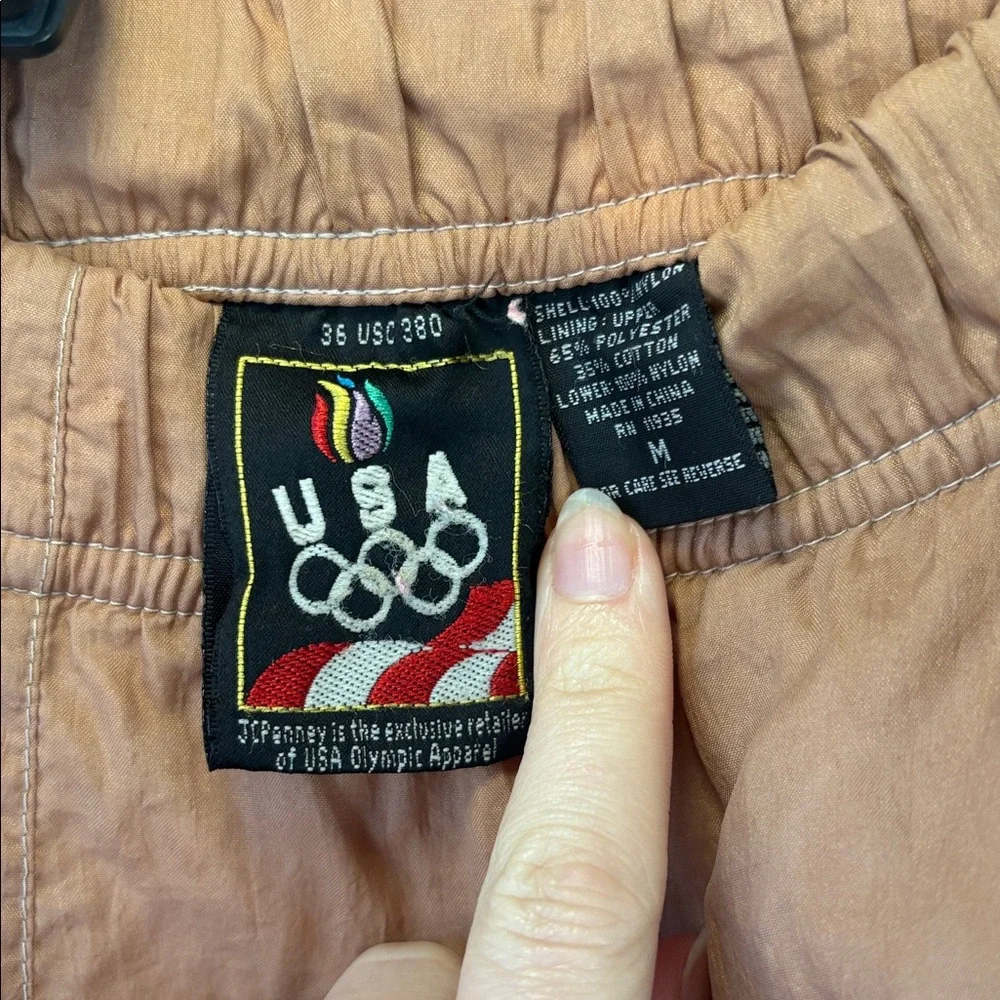 36 USC 380
USA
JCPenney is the exclusive retailer
of USA Olympic Apparel
SHELL 100% NYLON
LINING: UPPER
65% POLYESTER
35% COTTON
LOWER: 100% NYLON
MADE IN CHINA
RN 11935
M
FOR CARE SEE REVERSE